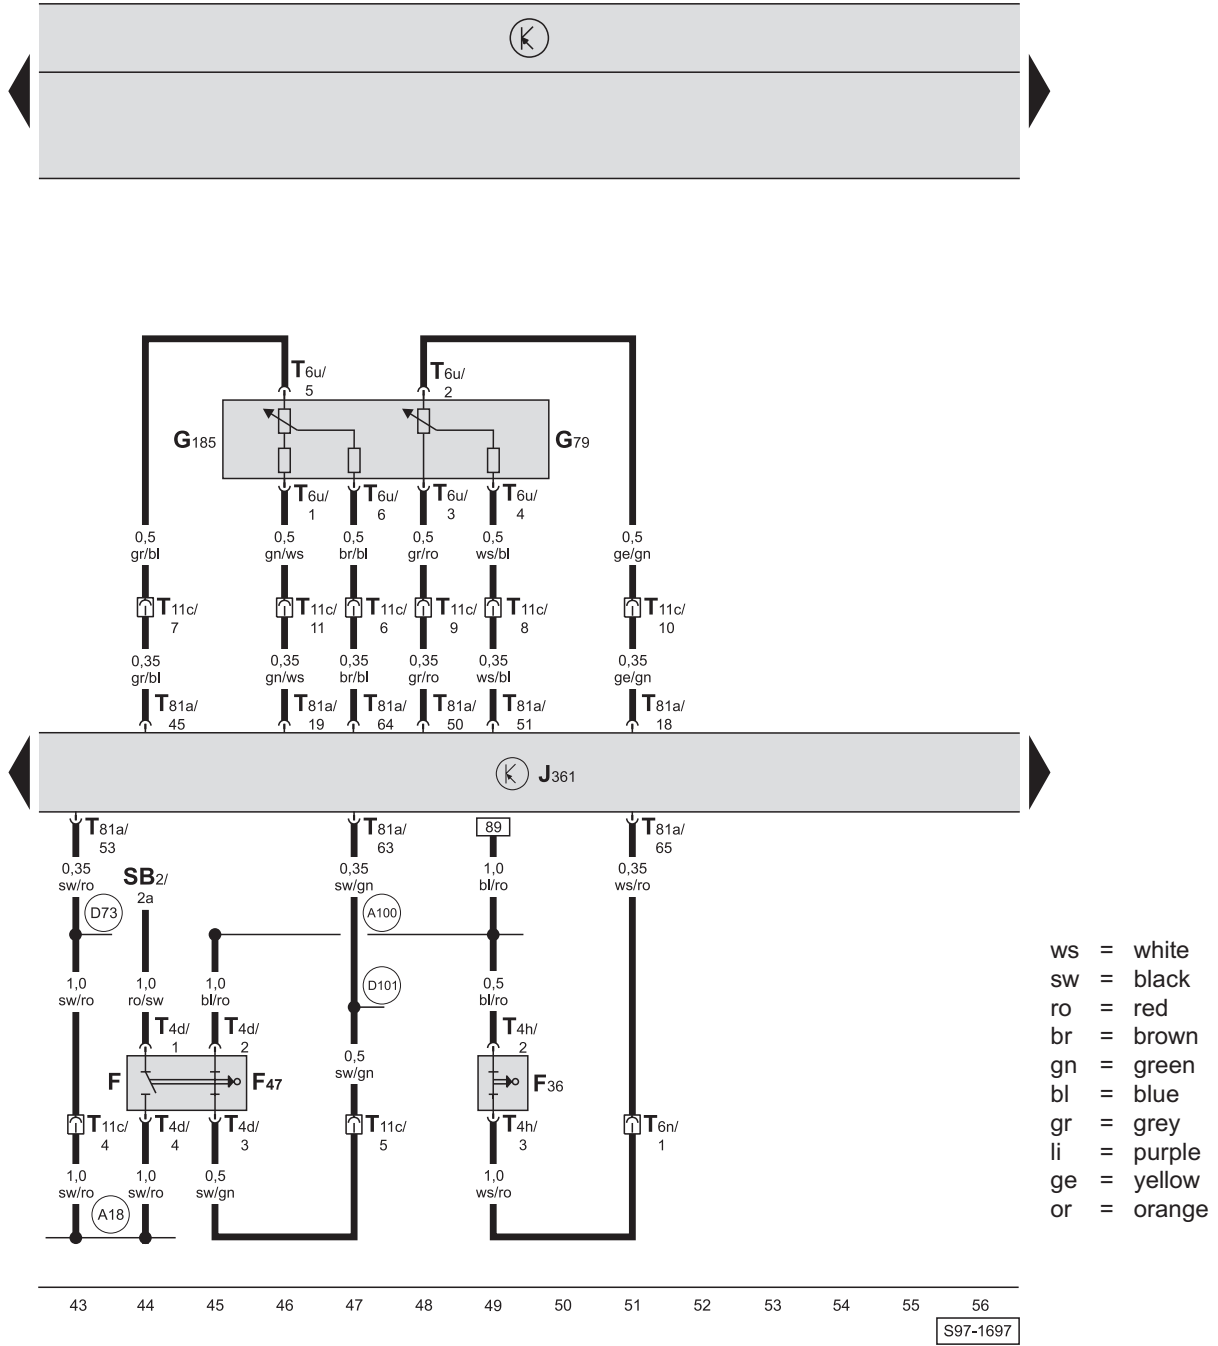 T6u/ T6u/
5 2
G185 G79
T6u/ T6u/ T6u/ T6u/
1 6 3 4
0,5 0,5 0,5 0,5 0,5 0,5
gr/bl gn/ws br/bl gr/ro ws/bl ge/gn
T11c/ T11c/ T11c/ T11c/ T11c/ T11c/
7 11 6 9 8 10
0,35 0,35 0,35 0,35 0,35 0,35
gr/bl gn/ws br/bl gr/ro ws/bl ge/gn
T81a/ T81a/ T81a/ T81a/ T81a/ T81a/
45 19 64 50 51 18
J361
T81a/ T81a/ 89 T81a/
53 63 65
0,35 0,35 1,0 0,35
sw/ro SB2/ sw/gn bl/ro ws/ro
2a
D73 A100
1,0 1,0 1,0 D101 0,5
sw/ro ro/sw bl/ro bl/ro
T4d/ T4d/ T4h/
1 2 2
0,5
sw/gn
F F47 F36
T11c/ T4d/ T4d/ T11c/ T4h/ T6n/
4 4 3 5 3 1
1,0 1,0 0,5 1,0
sw/ro sw/ro sw/gn ws/ro
A18
ws = white
sw = black
ro = red
br = brown
gn = green
bl = blue
gr = grey
li = purple
ge = yellow
or = orange
43 44 45 46 47 48 49 50 51 52 53 54 55 56
S97-1697